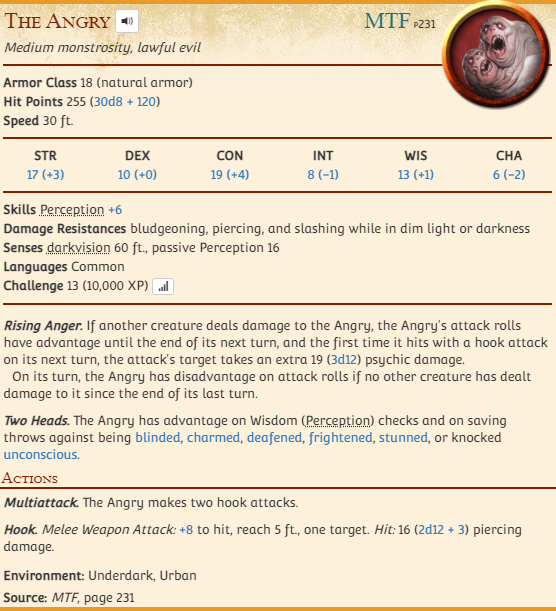 The Angry MTF p231
Medium monstrosity, lawful evil
Armor Class 18 (natural armor)
Hit Points 255 (30d8 + 120)
Speed 30 ft.
STR DEX CON INT WIS CHA
17 (+3) 10 (+0) 19 (+4) 8 (−1) 13 (+1) 6 (−2)
Skills Perception +6
Damage Resistances bludgeoning, piercing, and slashing while in dim light or darkness
Senses darkvision 60 ft., passive Perception 16
Languages Common
Challenge 13 (10,000 XP)
Rising Anger. If another creature deals damage to the Angry, the Angry's attack rolls
have advantage until the end of its next turn, and the first time it hits with a hook attack
on its next turn, the attack's target takes an extra 19 (3d12) psychic damage.
On its turn, the Angry has disadvantage on attack rolls if no other creature has dealt
damage to it since the end of its last turn.
Two Heads. The Angry has advantage on Wisdom (Perception) checks and on saving
throws against being blinded, charmed, deafened, frightened, stunned, or knocked
unconscious.
Actions
Multiattack. The Angry makes two hook attacks.
Hook. Melee Weapon Attack: +8 to hit, reach 5 ft., one target. Hit: 16 (2d12 + 3) piercing
damage.
Environment: Underdark, Urban
Source: MTF, page 231